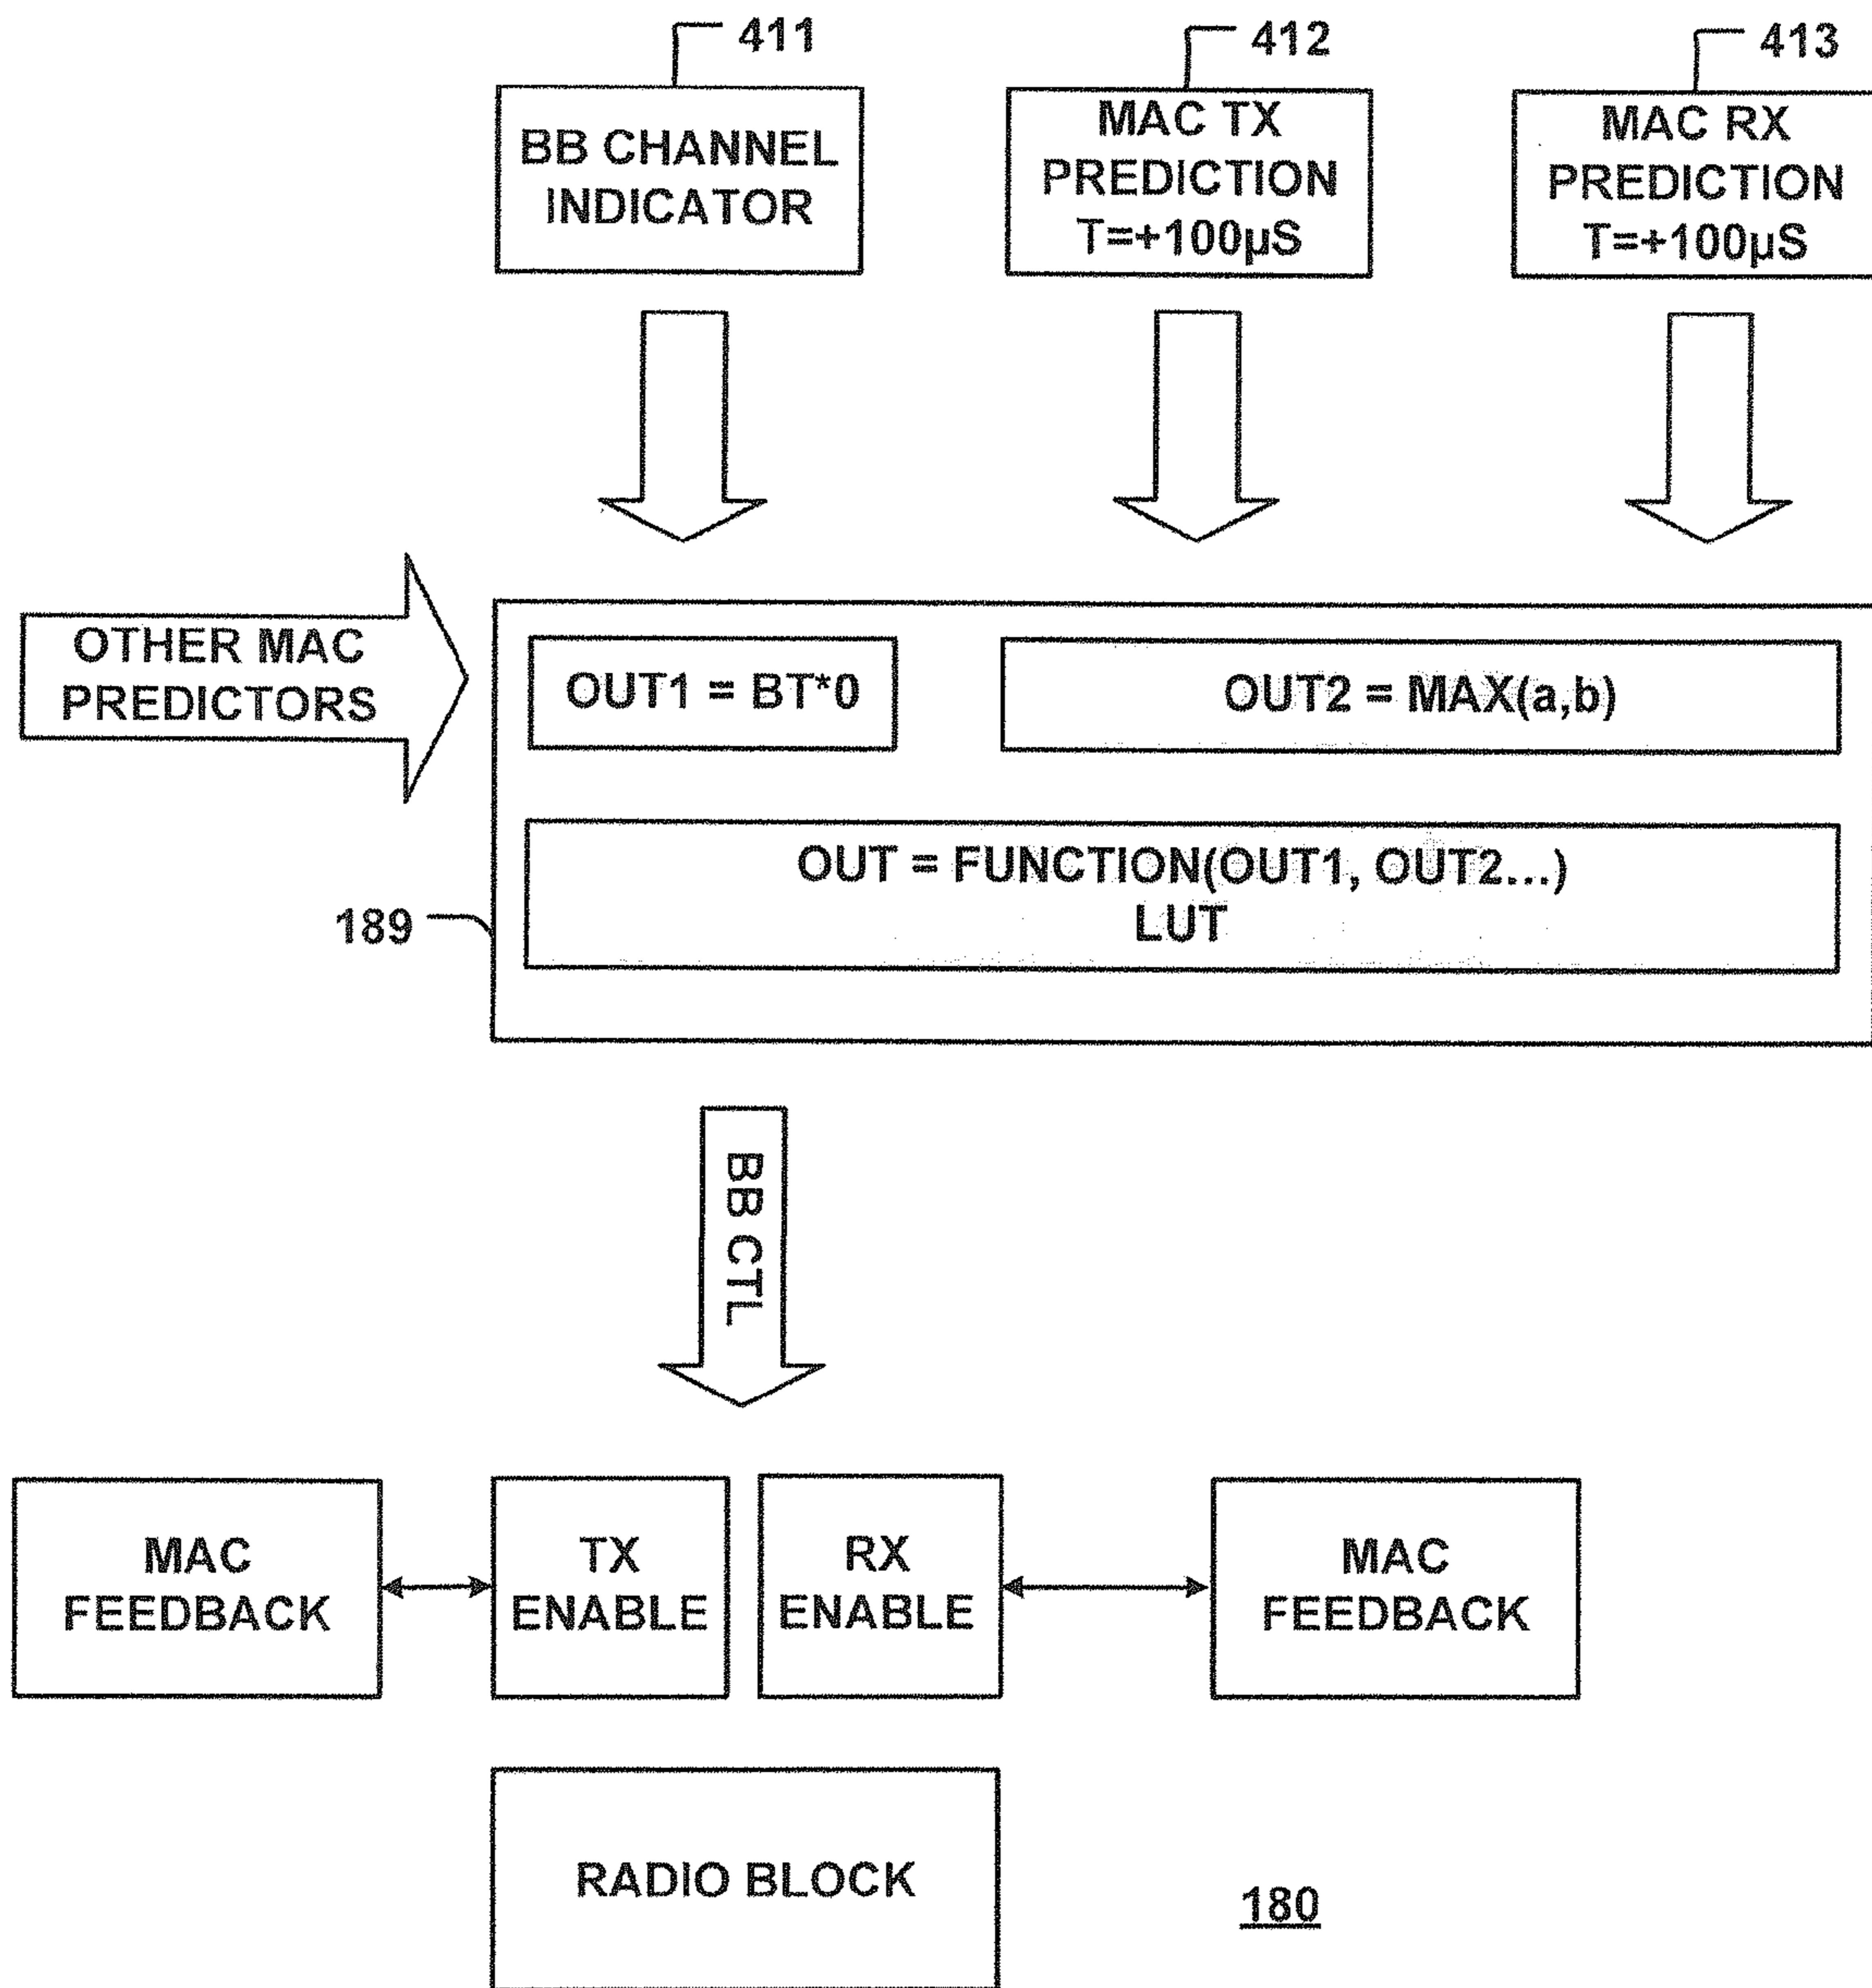 411
412
413
BB CHANNEL
INDICATOR
MAC TX
PREDICTION
T=+100µS
MAC RX
PREDICTION
T=+100µS
OTHER MAC
PREDICTORS
OUT1 = BT*0
OUT2 = MAX(a,b)
OUT = FUNCTION(OUT1, OUT2...)
LUT
189
BB CTL
MAC
FEEDBACK
TX
ENABLE
RX
ENABLE
MAC
FEEDBACK
RADIO BLOCK
180